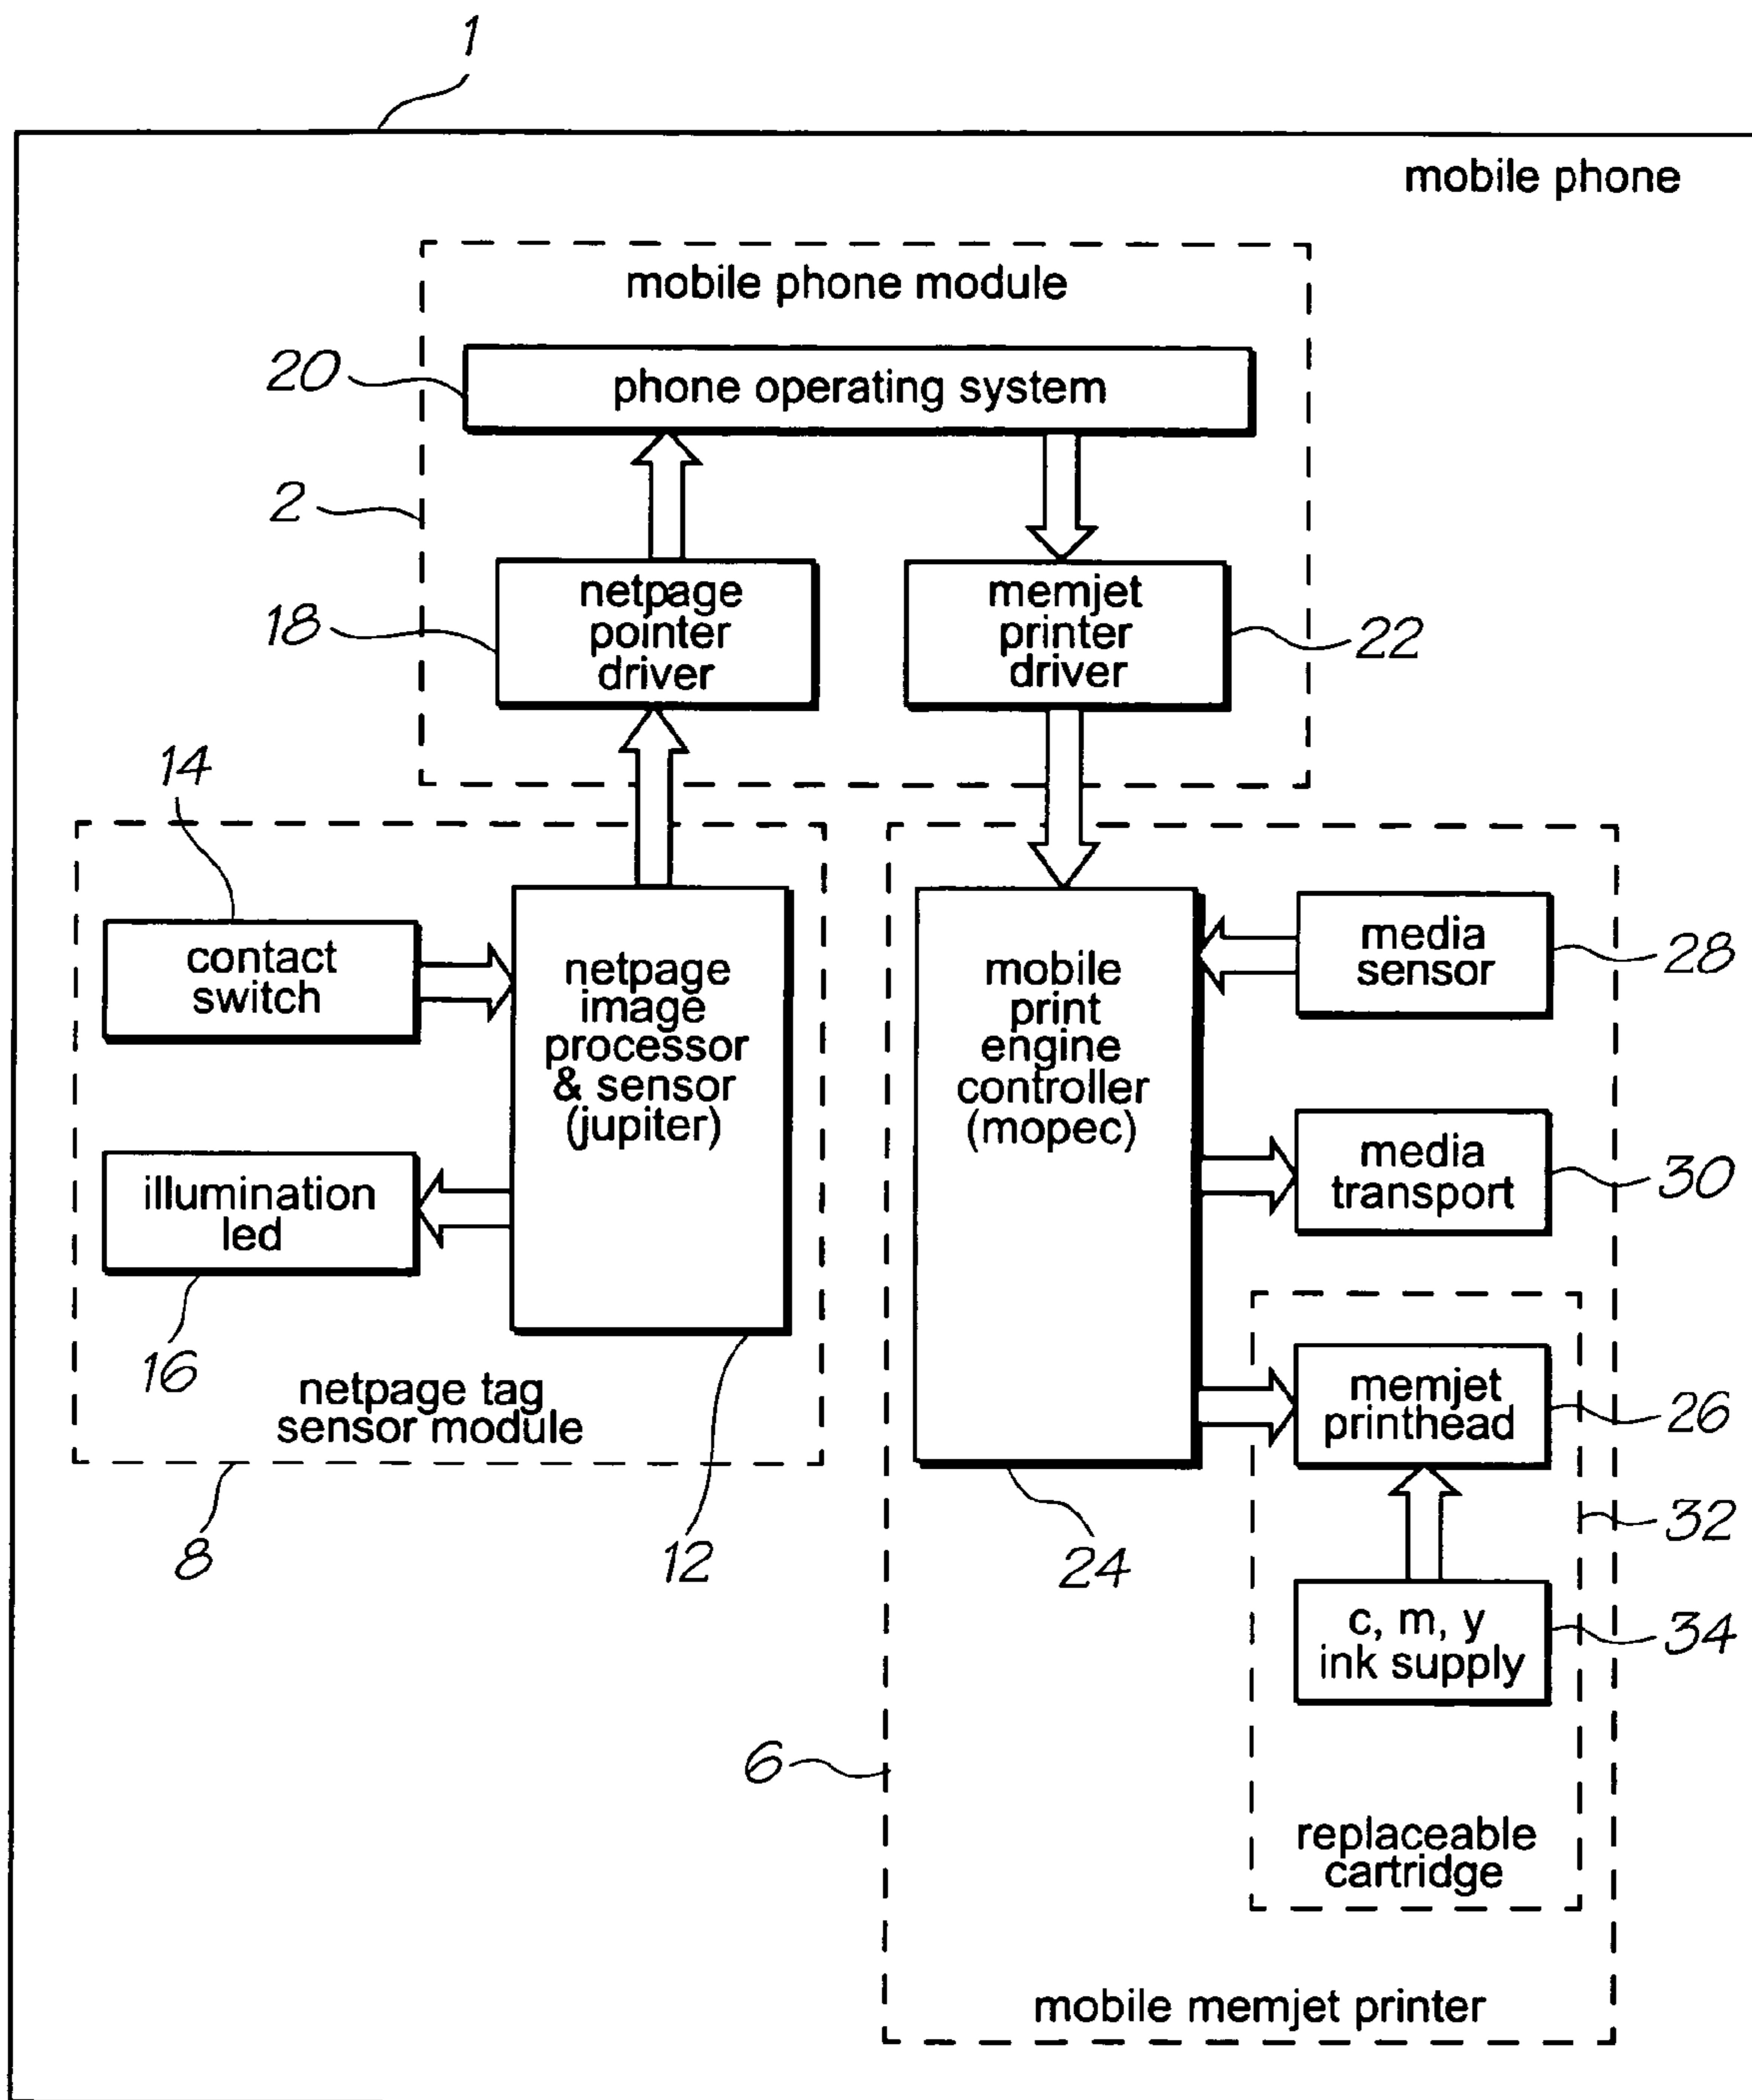 1
mobile phone
mobile phone module
20
phone operating system
2
netpage
pointer
driver
18
memjet
printer
driver
22
14
contact
switch
netpage
image
processor
& sensor
(jupiter)
illumination
led
16
netpage tag
sensor module
8
12
mobile
print
engine
controller
(mopec)
media
sensor
28
media
transport
30
memjet
printhead
26
24
32
c, m, y
ink supply
34
6
replaceable
cartridge
mobile memjet printer